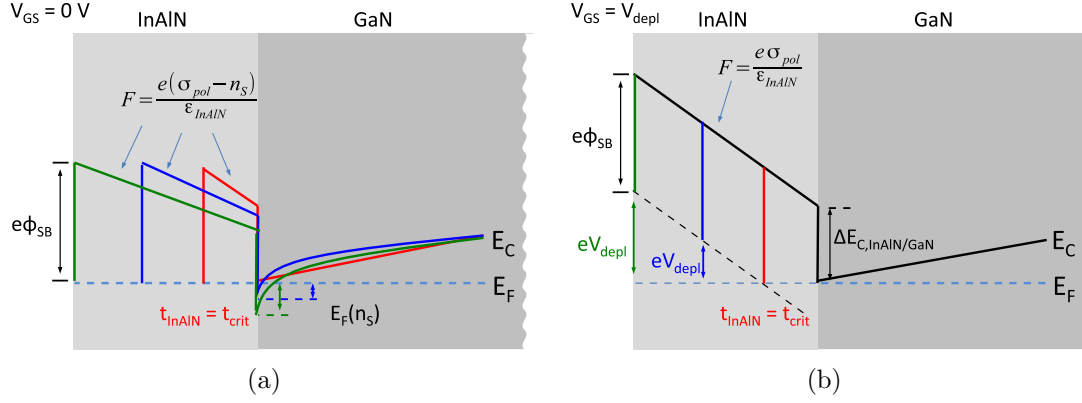 V_GS = 0 V
InAlN
GaN
F = e(σ_pol − n_S) / ε_InAlN
eϕ_SB
E_C
E_F
E_F(n_S)
t_InAlN = t_crit
(a)
V_GS = V_depl
InAlN
GaN
F = e σ_pol / ε_InAlN
eϕ_SB
eV_depl
eV_depl
ΔE_C,InAlN/GaN
E_C
E_F
t_InAlN = t_crit
(b)